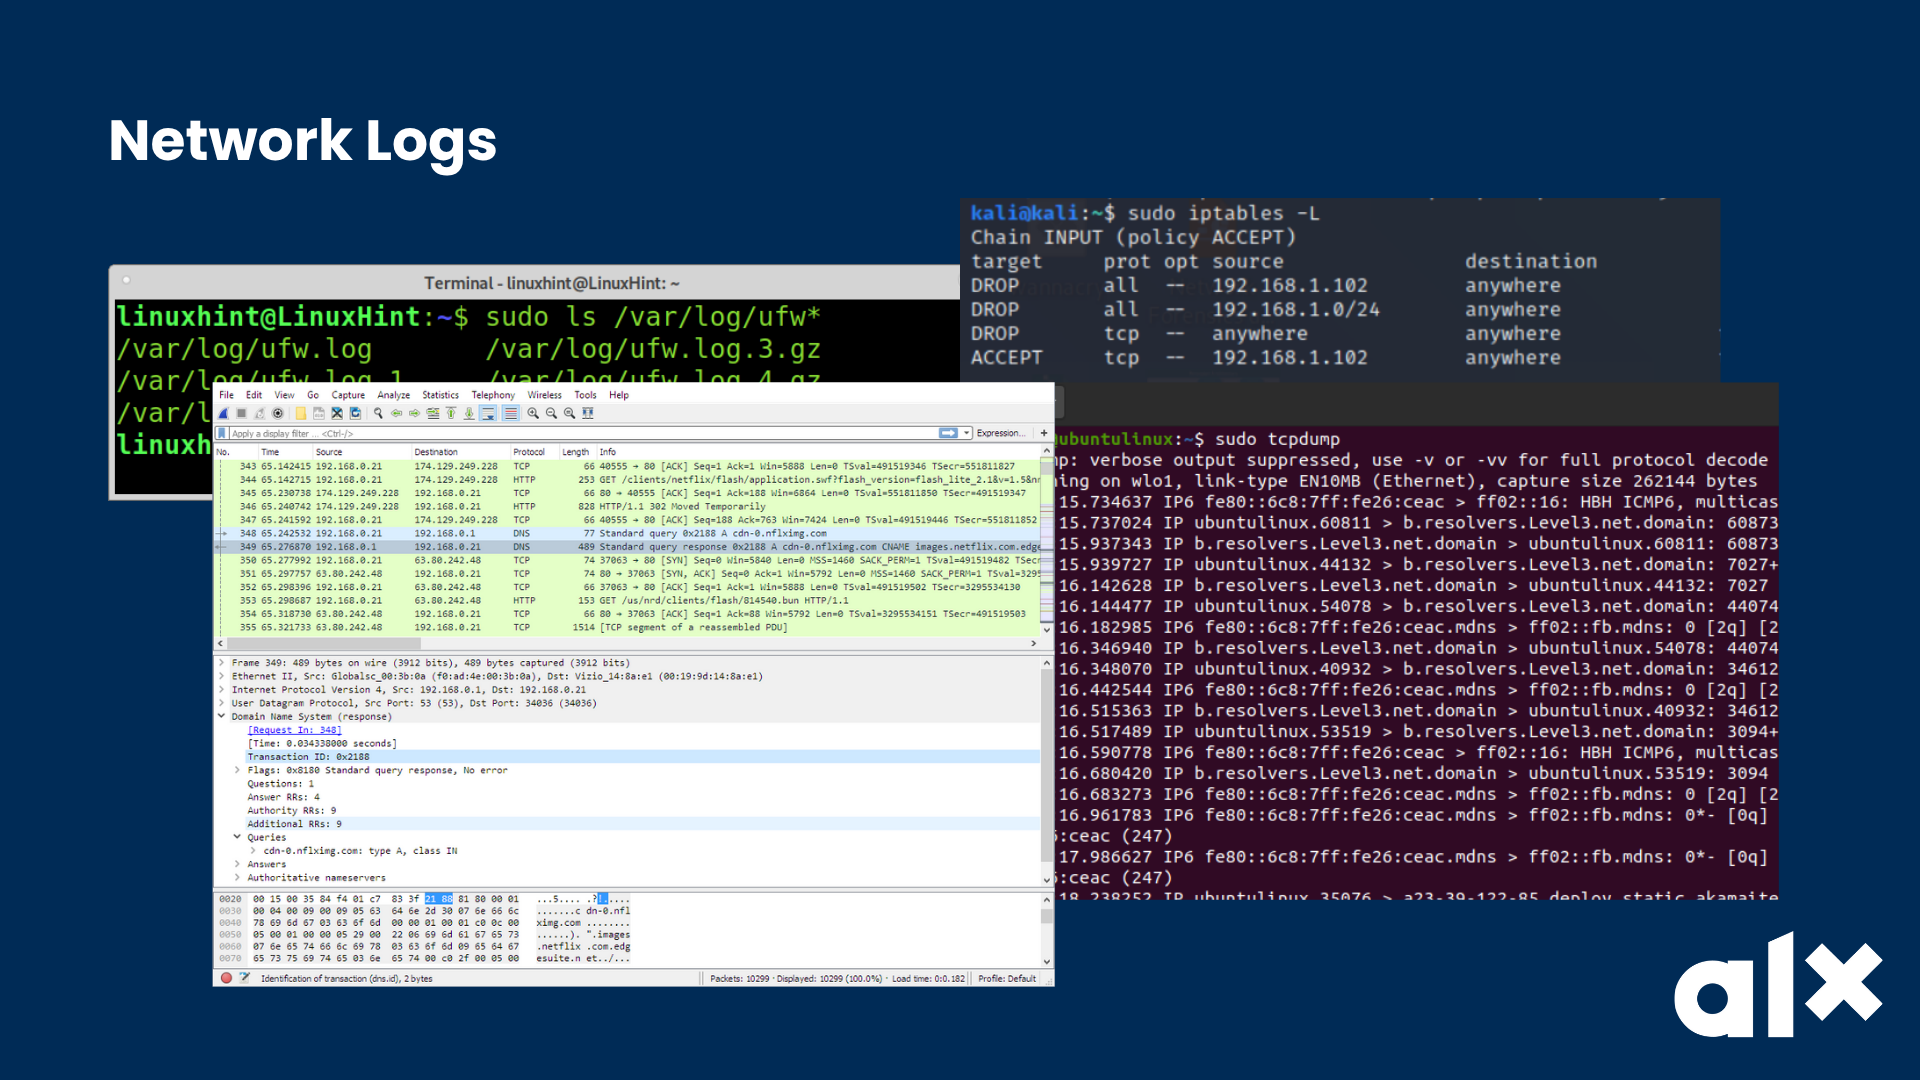 Network Logs
Terminal - linuxhint@LinuxHint: ~
linuxhint@LinuxHint:~$ sudo ls /var/log/ufw*
/var/log/ufw.log /var/log/ufw.log.3.gz
/var/log/ufw.log.1 /var/log/ufw.log.4.gz
/var/l
linuxh
kali@kali:~$ sudo iptables -L
Chain INPUT (policy ACCEPT)
target prot opt source destination
DROP all -- 192.168.1.102 anywhere
DROP all -- 192.168.1.0/24 anywhere
DROP tcp -- anywhere anywhere
ACCEPT tcp -- 192.168.1.102 anywhere
File Edit View Go Capture Analyze Statistics Telephony Wireless Tools Help
Apply a display filter ... <Ctrl-/> Expression... +
No. Time Source Destination Protocol Length Info
343 65.142415 192.168.0.21 174.129.249.228 TCP 66 40555 → 80 [ACK] Seq=1 Ack=1 Win=5888 Len=0 TSval=491519346 TSecr=551811827
344 65.142715 192.168.0.21 174.129.249.228 HTTP 253 GET /clients/netflix/flash/application.swf?flash_version=flash_lite_2.1&v=1.5&nr
345 65.230738 174.129.249.228 192.168.0.21 TCP 66 80 → 40555 [ACK] Seq=1 Ack=188 Win=6864 Len=0 TSval=551811850 TSecr=491519347
346 65.240742 174.129.249.228 192.168.0.21 HTTP 828 HTTP/1.1 302 Moved Temporarily
347 65.241592 192.168.0.21 174.129.249.228 TCP 66 40555 → 80 [ACK] Seq=188 Ack=763 Win=7424 Len=0 TSval=491519446 TSecr=551811852
348 65.242532 192.168.0.21 192.168.0.1 DNS 77 Standard query 0x2188 A cdn-0.nflximg.com
349 65.276870 192.168.0.1 192.168.0.21 DNS 489 Standard query response 0x2188 A cdn-0.nflximg.com CNAME images.netflix.com.edge
350 65.277992 192.168.0.21 63.80.242.48 TCP 74 37063 → 80 [SYN] Seq=0 Win=5840 Len=0 MSS=1460 SACK_PERM=1 TSval=491519482 TSecr
351 65.297757 63.80.242.48 192.168.0.21 TCP 74 80 → 37063 [SYN, ACK] Seq=0 Ack=1 Win=5792 Len=0 MSS=1460 SACK_PERM=1 TSval=3295
352 65.298396 192.168.0.21 63.80.242.48 TCP 66 37063 → 80 [ACK] Seq=1 Ack=1 Win=5888 Len=0 TSval=491519502 TSecr=3295534130
353 65.298687 192.168.0.21 63.80.242.48 HTTP 153 GET /us/nrd/clients/flash/814540.bun HTTP/1.1
354 65.318730 63.80.242.48 192.168.0.21 TCP 66 80 → 37063 [ACK] Seq=1 Ack=88 Win=5792 Len=0 TSval=3295534151 TSecr=491519503
355 65.321733 63.80.242.48 192.168.0.21 TCP 1514 [TCP segment of a reassembled PDU]
Frame 349: 489 bytes on wire (3912 bits), 489 bytes captured (3912 bits)
Ethernet II, Src: Globalsc_00:3b:0a (f0:ad:4e:00:3b:0a), Dst: Vizio_14:8a:e1 (00:19:9d:14:8a:e1)
Internet Protocol Version 4, Src: 192.168.0.1, Dst: 192.168.0.21
User Datagram Protocol, Src Port: 53 (53), Dst Port: 34036 (34036)
Domain Name System (response)
[Request In: 348]
[Time: 0.034338000 seconds]
Transaction ID: 0x2188
Flags: 0x8180 Standard query response, No error
Questions: 1
Answer RRs: 4
Authority RRs: 9
Additional RRs: 9
Queries
cdn-0.nflximg.com: type A, class IN
Answers
Authoritative nameservers
0020 00 15 00 35 84 f4 01 c7 83 3f 21 88 81 80 00 01 ...5.... .?!.....
0030 00 04 00 09 00 09 05 63 64 6e 2d 30 07 6e 66 6c .......c dn-0.nfl
0040 78 69 6d 67 03 63 6f 6d 00 00 01 00 01 c0 0c 00 ximg.com ........
0050 05 00 01 00 00 05 29 00 22 06 69 6d 61 67 65 73 ......). ".images
0060 07 6e 65 74 66 6c 69 78 03 63 6f 6d 09 65 64 67 .netflix .com.edg
0070 65 73 75 69 74 65 03 6e 65 74 00 c0 2f 00 05 00 esuite.n et../...
Identification of transaction (dns.id), 2 bytes Packets: 10299 · Displayed: 10299 (100.0%) · Load time: 0:0.182 Profile: Default
ubuntulinux:~$ sudo tcpdump
p: verbose output suppressed, use -v or -vv for full protocol decode
ing on wlo1, link-type EN10MB (Ethernet), capture size 262144 bytes
15.734637 IP6 fe80::6c8:7ff:fe26:ceac > ff02::16: HBH ICMP6, multicas
15.737024 IP ubuntulinux.60811 > b.resolvers.Level3.net.domain: 60873
15.937343 IP b.resolvers.Level3.net.domain > ubuntulinux.60811: 60873
15.939727 IP ubuntulinux.44132 > b.resolvers.Level3.net.domain: 7027+
16.142628 IP b.resolvers.Level3.net.domain > ubuntulinux.44132: 7027
16.144477 IP ubuntulinux.54078 > b.resolvers.Level3.net.domain: 44074
16.182985 IP6 fe80::6c8:7ff:fe26:ceac.mdns > ff02::fb.mdns: 0 [2q] [2
16.346940 IP b.resolvers.Level3.net.domain > ubuntulinux.54078: 44074
16.348070 IP ubuntulinux.40932 > b.resolvers.Level3.net.domain: 34612
16.442544 IP6 fe80::6c8:7ff:fe26:ceac.mdns > ff02::fb.mdns: 0 [2q] [2
16.515363 IP b.resolvers.Level3.net.domain > ubuntulinux.40932: 34612
16.517489 IP ubuntulinux.53519 > b.resolvers.Level3.net.domain: 3094+
16.590778 IP6 fe80::6c8:7ff:fe26:ceac > ff02::16: HBH ICMP6, multicas
16.680420 IP b.resolvers.Level3.net.domain > ubuntulinux.53519: 3094
16.683273 IP6 fe80::6c8:7ff:fe26:ceac.mdns > ff02::fb.mdns: 0 [2q] [2
16.961783 IP6 fe80::6c8:7ff:fe26:ceac.mdns > ff02::fb.mdns: 0*- [0q]
:ceac (247)
17.986627 IP6 fe80::6c8:7ff:fe26:ceac.mdns > ff02::fb.mdns: 0*- [0q]
:ceac (247)
18.238252 IP ubuntulinux.35076 > a23-39-122-85.deploy.static.akamaite
alx